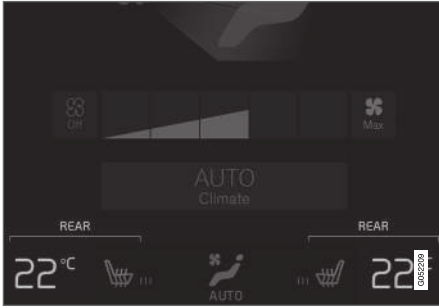 Off
Max
AUTO
Climate
REAR REAR
22°C 22
AUTO
G052209